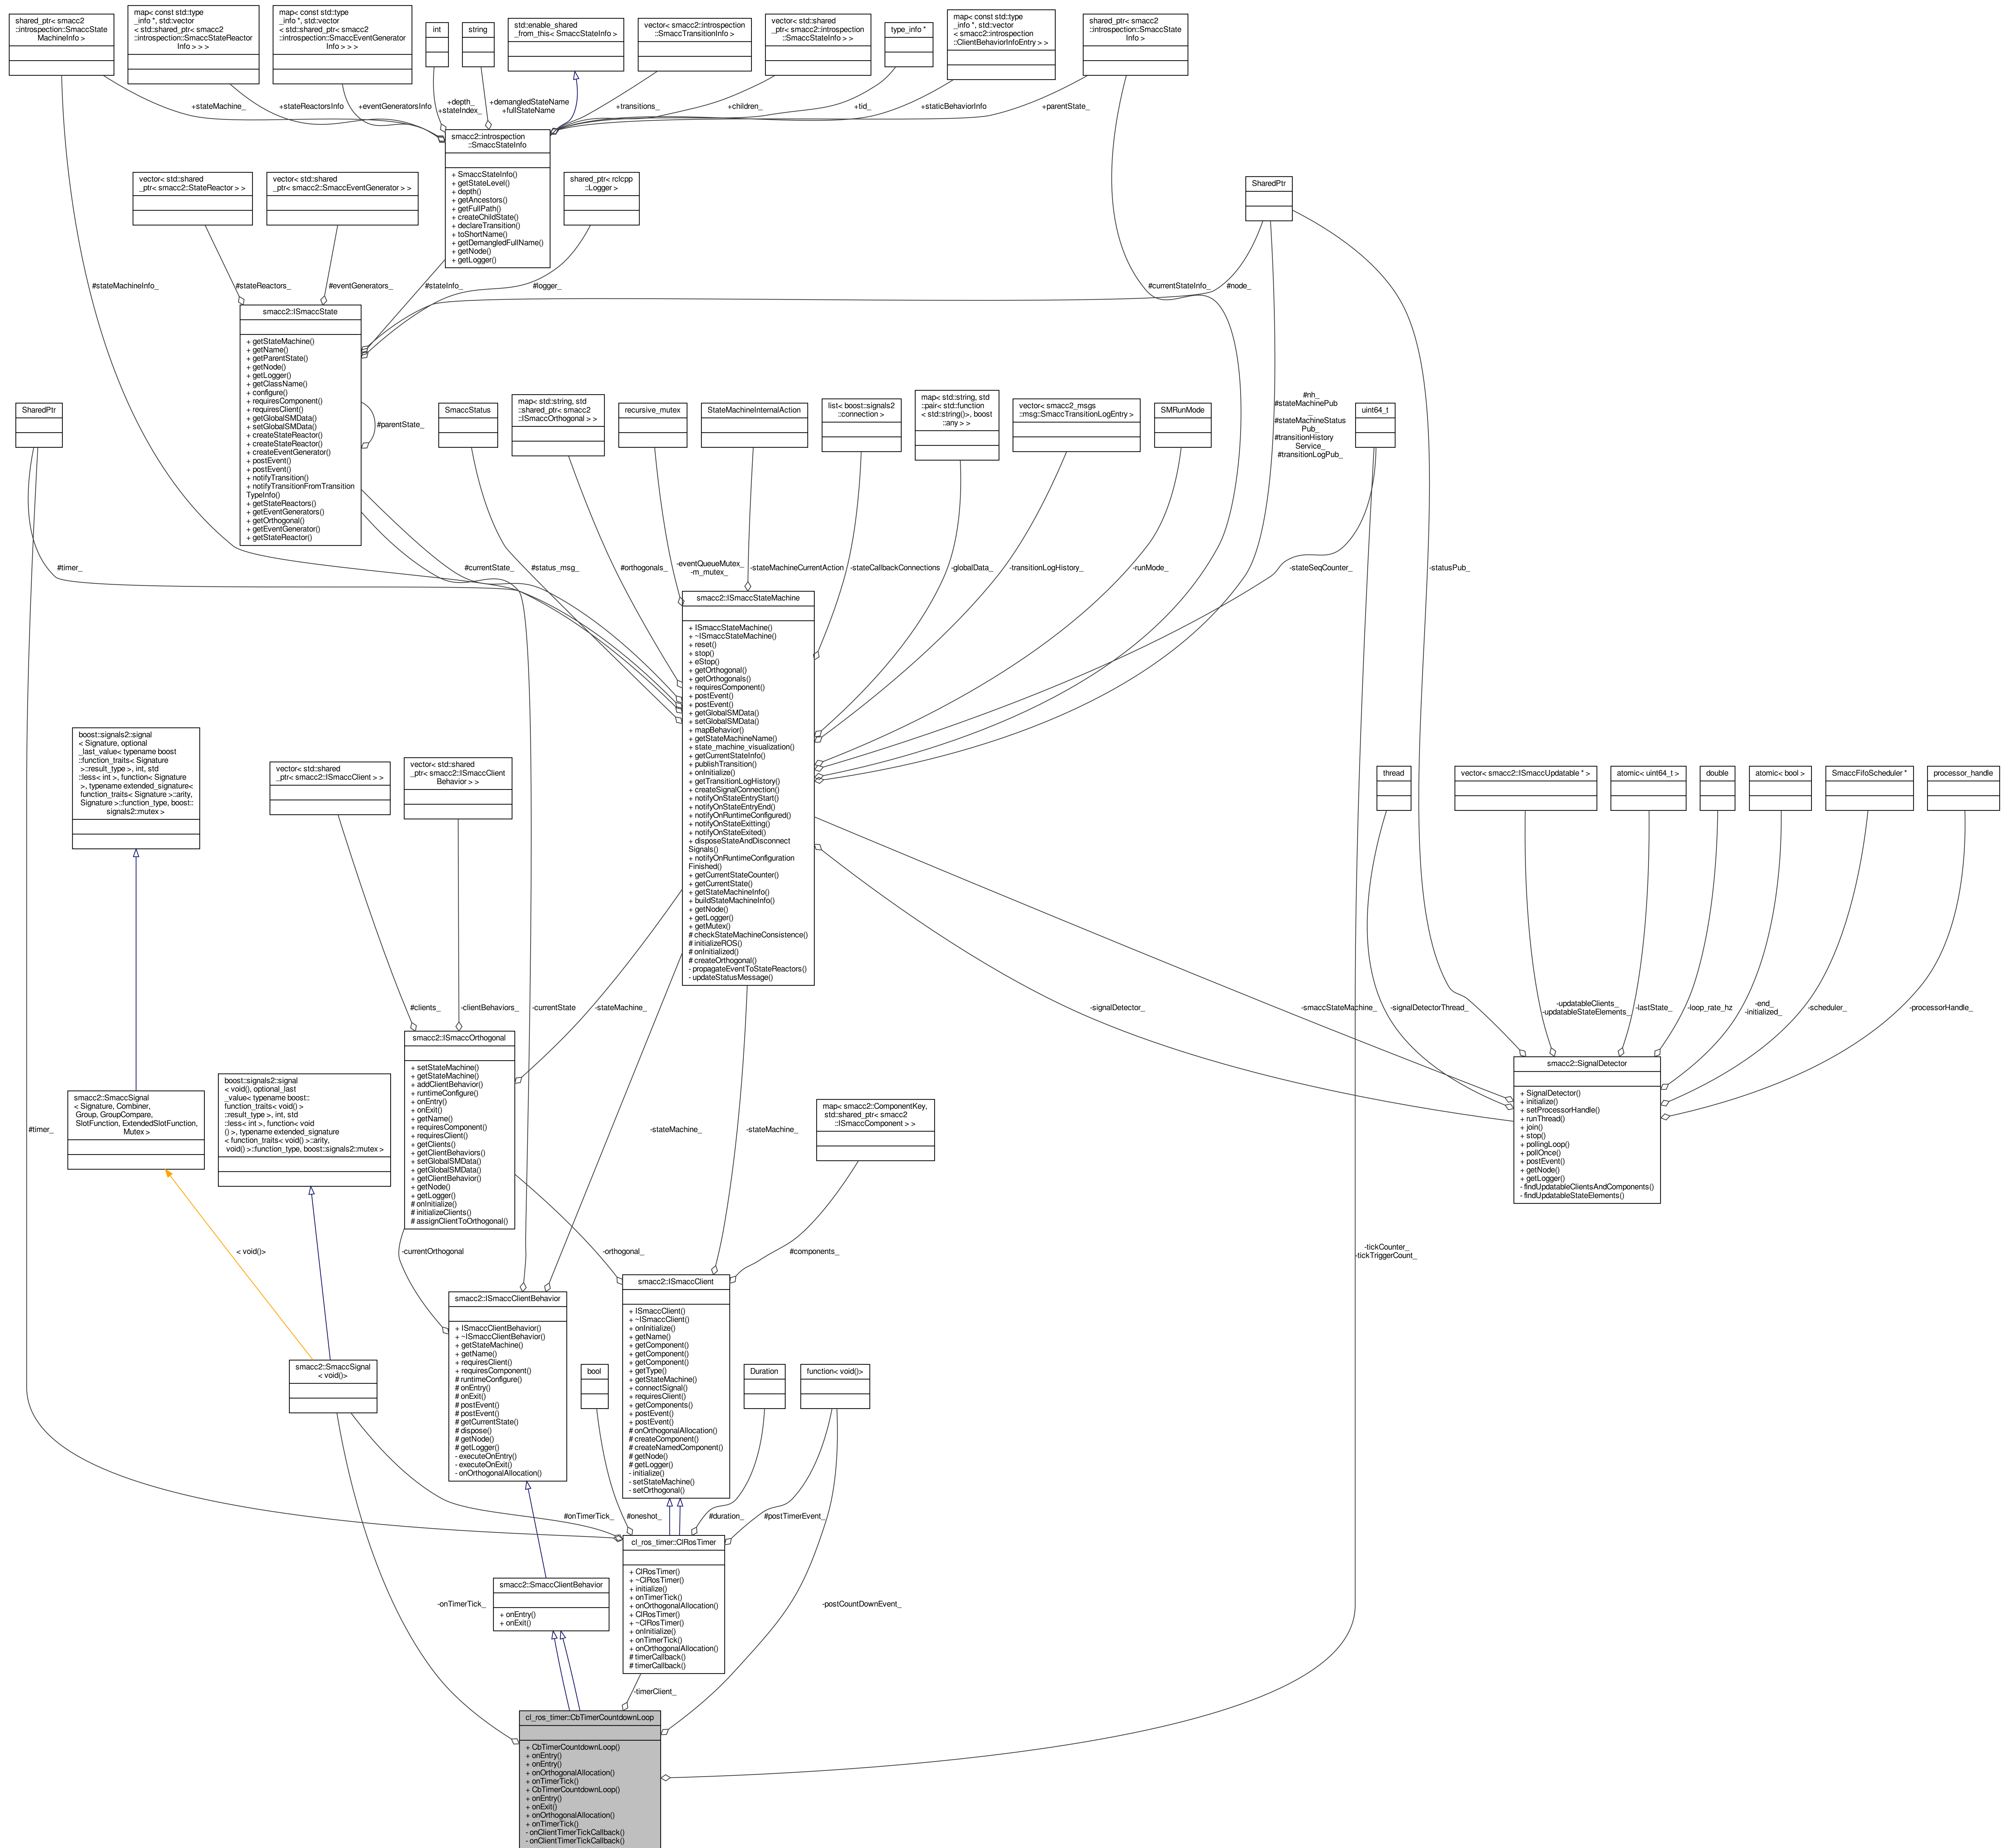 shared_ptr< smacc2
::introspection::SmaccState
MachineInfo >
map< const std::type
_info *, std::vector
< std::shared_ptr< smacc2
::introspection::SmaccStateReactor
Info > > >
map< const std::type
_info *, std::vector
< std::shared_ptr< smacc2
::introspection::SmaccEventGenerator
Info > > >
int
string
std::enable_shared
_from_this< SmaccStateInfo >
vector< smacc2::introspection
::SmaccTransitionInfo >
vector< std::shared
_ptr< smacc2::introspection
::SmaccStateInfo > >
type_info *
map< const std::type
_info *, std::vector
< smacc2::introspection
::ClientBehaviorInfoEntry > >
shared_ptr< smacc2
::introspection::SmaccState
Info >
+stateMachine_
+stateReactorsInfo
+eventGeneratorsInfo
+depth_
+stateIndex_
+demangledStateName
+fullStateName
+transitions_
+children_
+tid_
+staticBehaviorInfo
+parentState_
smacc2::introspection
::SmaccStateInfo
+ SmaccStateInfo()
+ getStateLevel()
+ depth()
+ getAncestors()
+ getFullPath()
+ createChildState()
+ declareTransition()
+ toShortName()
+ getDemangledFullName()
+ getNode()
+ getLogger()
vector< std::shared
_ptr< smacc2::StateReactor > >
vector< std::shared
_ptr< smacc2::SmaccEventGenerator > >
shared_ptr< rclcpp
::Logger >
SharedPtr
#stateMachineInfo_
#stateReactors_
#eventGenerators_
#stateInfo_
#logger_
#currentStateInfo_
#node_
smacc2::ISmaccState
+ getStateMachine()
+ getName()
+ getParentState()
+ getNode()
+ getLogger()
+ getClassName()
+ configure()
+ requiresComponent()
+ requiresClient()
+ getGlobalSMData()
+ setGlobalSMData()
+ createStateReactor()
+ createStateReactor()
+ createEventGenerator()
+ postEvent()
+ postEvent()
+ notifyTransition()
+ notifyTransitionFromTransition
TypeInfo()
+ getStateReactors()
+ getEventGenerators()
+ getOrthogonal()
+ getEventGenerator()
+ getStateReactor()
#parentState_
SharedPtr
SmaccStatus
map< std::string, std
::shared_ptr< smacc2
::ISmaccOrthogonal > >
recursive_mutex
StateMachineInternalAction
list< boost::signals2
::connection >
map< std::string, std
::pair< std::function
< std::string()>, boost
::any > >
vector< smacc2_msgs
::msg::SmaccTransitionLogEntry >
SMRunMode
#nh_
#stateMachinePub
_
#stateMachineStatus
Pub_
#transitionHistory
Service_
#transitionLogPub_
uint64_t
#timer_
#currentState_
#status_msg_
#orthogonals_
-eventQueueMutex_
-m_mutex_
-stateMachineCurrentAction
-stateCallbackConnections
-globalData_
-transitionLogHistory_
-runMode_
-stateSeqCounter_
-statusPub_
smacc2::ISmaccStateMachine
+ ISmaccStateMachine()
+ ~ISmaccStateMachine()
+ reset()
+ stop()
+ eStop()
+ getOrthogonal()
+ getOrthogonals()
+ requiresComponent()
+ postEvent()
+ postEvent()
+ getGlobalSMData()
+ setGlobalSMData()
+ mapBehavior()
+ getStateMachineName()
+ state_machine_visualization()
+ getCurrentStateInfo()
+ publishTransition()
+ onInitialize()
+ getTransitionLogHistory()
+ createSignalConnection()
+ notifyOnStateEntryStart()
+ notifyOnStateEntryEnd()
+ notifyOnRuntimeConfigured()
+ notifyOnStateExitting()
+ notifyOnStateExited()
+ disposeStateAndDisconnect
Signals()
+ notifyOnRuntimeConfiguration
Finished()
+ getCurrentStateCounter()
+ getCurrentState()
+ getStateMachineInfo()
+ buildStateMachineInfo()
+ getNode()
+ getLogger()
+ getMutex()
# checkStateMachineConsistence()
# initializeROS()
# onInitialized()
# createOrthogonal()
- propagateEventToStateReactors()
- updateStatusMessage()
boost::signals2::signal
< Signature, optional
_last_value< typename boost
::function_traits< Signature
>::result_type >, int, std
::less< int >, function< Signature
>, typename extended_signature<
function_traits< Signature >::arity,
Signature >::function_type, boost::
signals2::mutex >
vector< std::shared
_ptr< smacc2::ISmaccClient > >
vector< std::shared
_ptr< smacc2::ISmaccClient
Behavior > >
thread
vector< smacc2::ISmaccUpdatable * >
atomic< uint64_t >
double
atomic< bool >
SmaccFifoScheduler *
processor_handle
#clients_
-clientBehaviors_
-currentState
-stateMachine_
-signalDetector_
-smaccStateMachine_
-signalDetectorThread_
-updatableClients_
-updatableStateElements_
-lastState_
-loop_rate_hz
-end_
-initialized_
-scheduler_
-processorHandle_
smacc2::ISmaccOrthogonal
+ setStateMachine()
+ getStateMachine()
+ addClientBehavior()
+ runtimeConfigure()
+ onEntry()
+ onExit()
+ getName()
+ requiresComponent()
+ requiresClient()
+ getClients()
+ getClientBehaviors()
+ setGlobalSMData()
+ getGlobalSMData()
+ getClientBehavior()
+ getNode()
+ getLogger()
# onInitialize()
# initializeClients()
# assignClientToOrthogonal()
smacc2::SignalDetector
+ SignalDetector()
+ initialize()
+ setProcessorHandle()
+ runThread()
+ join()
+ stop()
+ pollingLoop()
+ pollOnce()
+ postEvent()
+ getNode()
+ getLogger()
- findUpdatableClientsAndComponents()
- findUpdatableStateElements()
smacc2::SmaccSignal
< Signature, Combiner,
Group, GroupCompare,
SlotFunction, ExtendedSlotFunction,
Mutex >
boost::signals2::signal
< void(), optional_last
_value< typename boost::
function_traits< void() >
::result_type >, int, std
::less< int >, function< void
() >, typename extended_signature
< function_traits< void() >::arity,
void() >::function_type, boost::signals2::mutex >
#timer_
-stateMachine_
-stateMachine_
map< smacc2::ComponentKey,
std::shared_ptr< smacc2
::ISmaccComponent > >
< void()>
-currentOrthogonal
-orthogonal_
#components_
-tickCounter_
-tickTriggerCount_
smacc2::ISmaccClientBehavior
+ ISmaccClientBehavior()
+ ~ISmaccClientBehavior()
+ getStateMachine()
+ getName()
+ requiresClient()
+ requiresComponent()
# runtimeConfigure()
# onEntry()
# onExit()
# postEvent()
# postEvent()
# getCurrentState()
# dispose()
# getNode()
# getLogger()
- executeOnEntry()
- executeOnExit()
- onOrthogonalAllocation()
smacc2::ISmaccClient
+ ISmaccClient()
+ ~ISmaccClient()
+ onInitialize()
+ getName()
+ getComponent()
+ getComponent()
+ getComponent()
+ getType()
+ getStateMachine()
+ connectSignal()
+ requiresClient()
+ getComponents()
+ postEvent()
+ postEvent()
# onOrthogonalAllocation()
# createComponent()
# createNamedComponent()
# getNode()
# getLogger()
- initialize()
- setStateMachine()
- setOrthogonal()
smacc2::SmaccSignal
< void()>
bool
Duration
function< void()>
#onTimerTick_
#oneshot_
#duration_
#postTimerEvent_
cl_ros_timer::ClRosTimer
+ ClRosTimer()
+ ~ClRosTimer()
+ initialize()
+ onTimerTick()
+ onOrthogonalAllocation()
+ ClRosTimer()
+ ~ClRosTimer()
+ onInitialize()
+ onTimerTick()
+ onOrthogonalAllocation()
# timerCallback()
# timerCallback()
smacc2::SmaccClientBehavior
+ onEntry()
+ onExit()
-onTimerTick_
-postCountDownEvent_
-timerClient_
cl_ros_timer::CbTimerCountdownLoop
+ CbTimerCountdownLoop()
+ onEntry()
+ onEntry()
+ onOrthogonalAllocation()
+ onTimerTick()
+ CbTimerCountdownLoop()
+ onEntry()
+ onExit()
+ onOrthogonalAllocation()
+ onTimerTick()
- onClientTimerTickCallback()
- onClientTimerTickCallback()